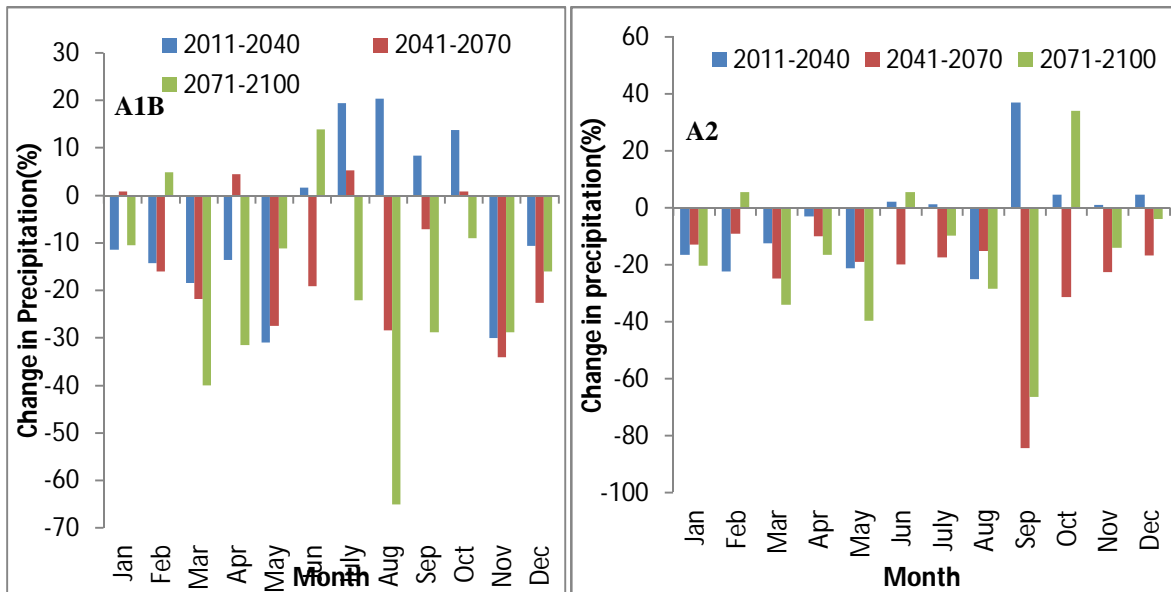 2011-2040 2041-2070
2071-2100
A1B
Change in Precipitation(%)
30
20
10
0
-10
-20
-30
-40
-50
-60
-70
Jan Feb Mar Apr May Jun July Aug Sep Oct Nov Dec
Month
2011-2040 2041-2070 2071-2100
A2
Change in precipitation(%)
60
40
20
0
-20
-40
-60
-80
-100
Jan Feb Mar Apr May Jun July Aug Sep Oct Nov Dec
Month